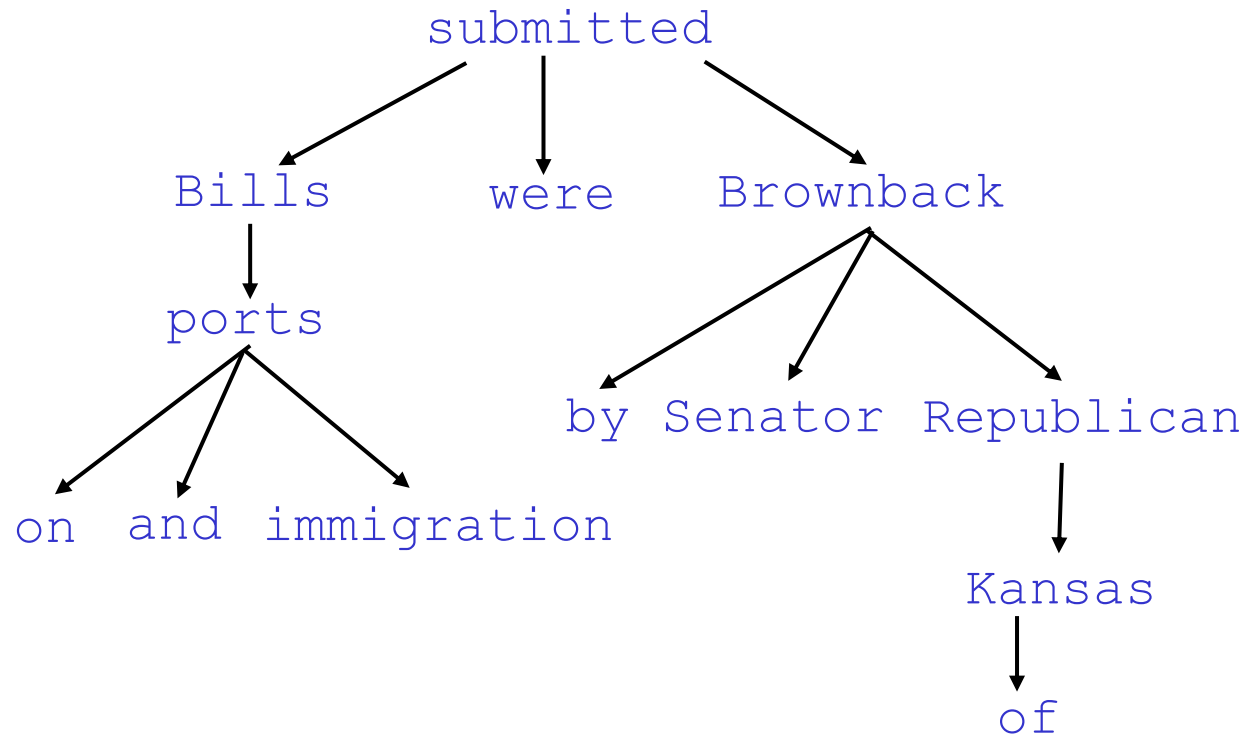 submitted
Bills were Brownback
ports
by Senator Republican
on and immigration
Kansas
of